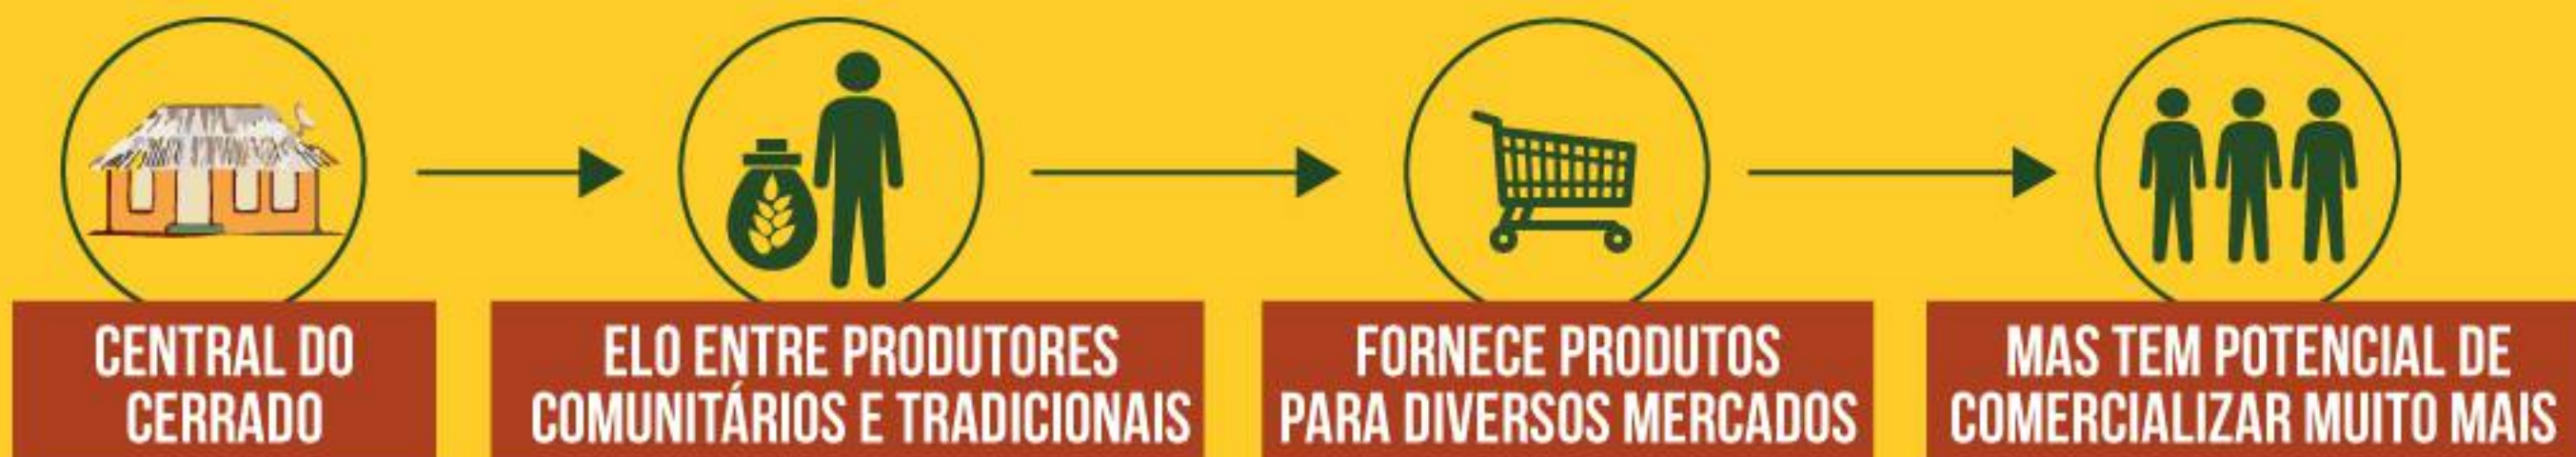 CENTRAL DO
CERRADO
ELO ENTRE PRODUTORES
COMUNITÁRIOS E TRADICIONAIS
FORNECE PRODUTOS
PARA DIVERSOS MERCADOS
MAS TEM POTENCIAL DE
COMERCIALIZAR MUITO MAIS